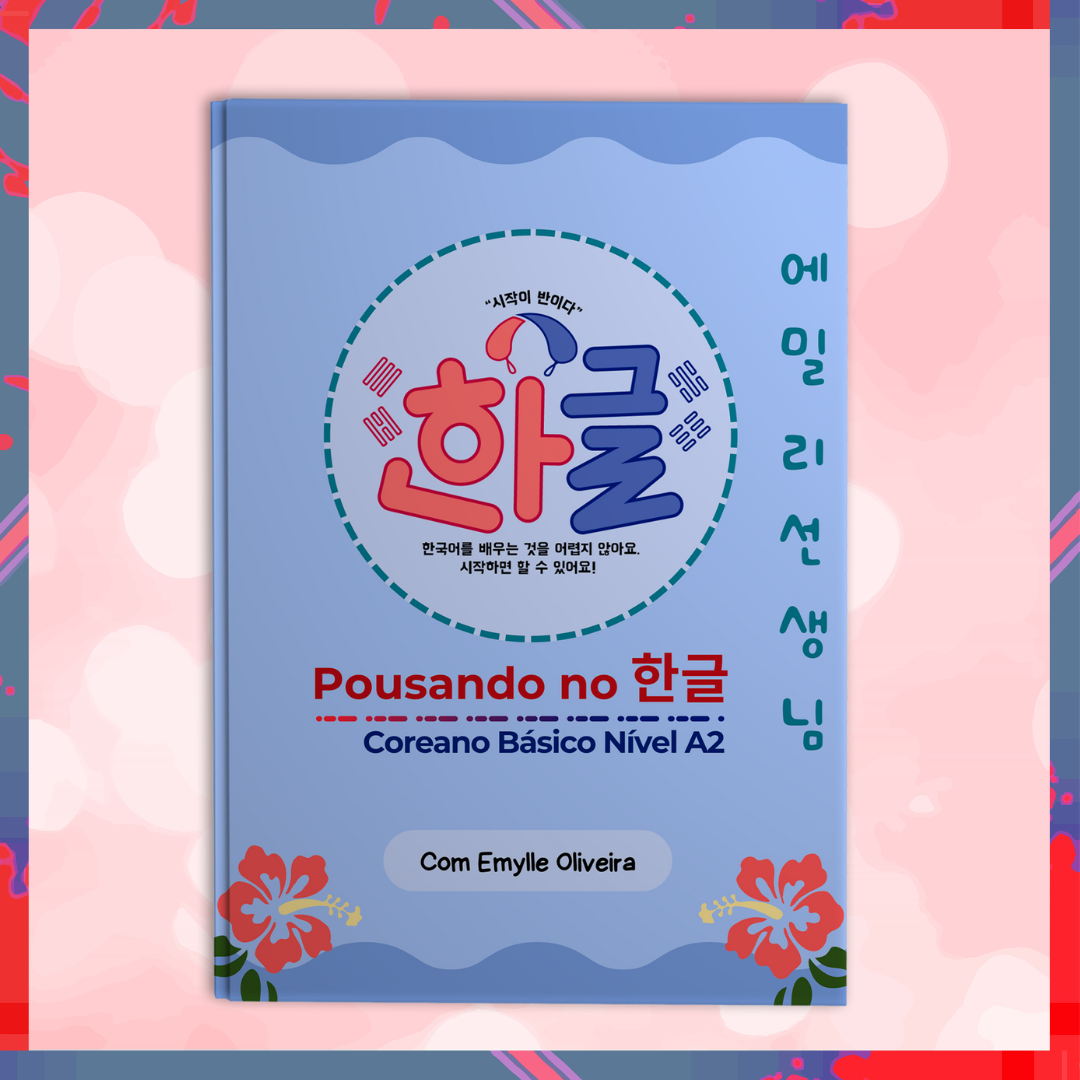 “시작이 반이다”
한글
한국어를 배우는 것을 어렵지 않아요.
시작하면 할 수 있어요!
에밀리선생님
Pousando no 한글
Coreano Básico Nível A2
Com Emylle Oliveira